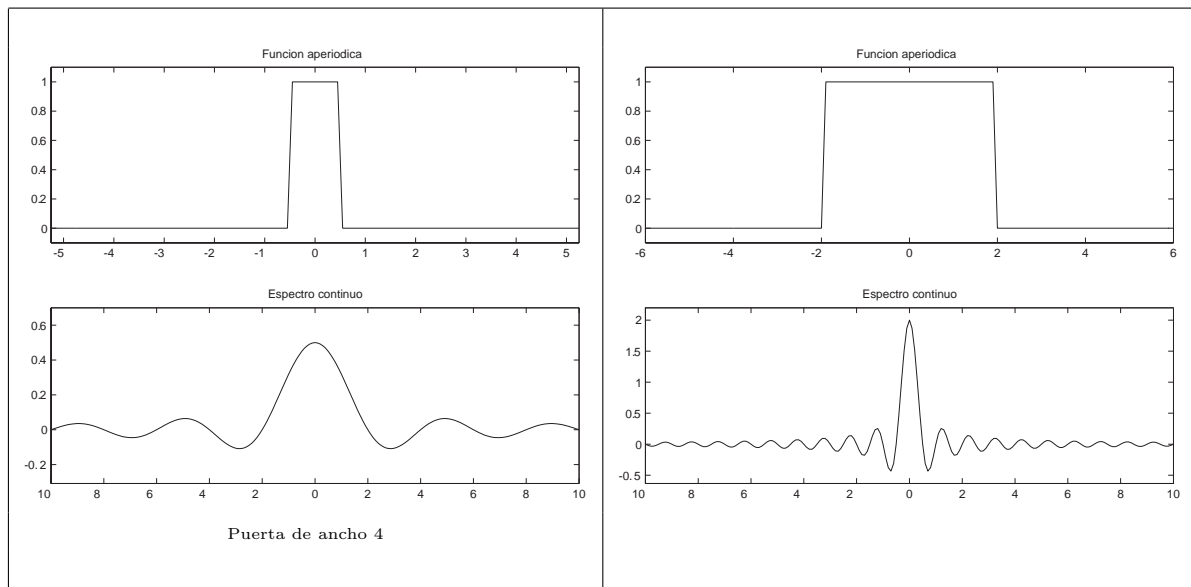 Funcion aperiodica
1
0.8
0.6
0.4
0.2
0
-5 -4 -3 -2 -1 0 1 2 3 4 5
Espectro continuo
0.6
0.4
0.2
0
-0.2
10 8 6 4 2 0 2 4 6 8 10
Puerta de ancho 4
Funcion aperiodica
1
0.8
0.6
0.4
0.2
0
-6 -4 -2 0 2 4 6
Espectro continuo
2
1.5
1
0.5
0
-0.5
10 8 6 4 2 0 2 4 6 8 10